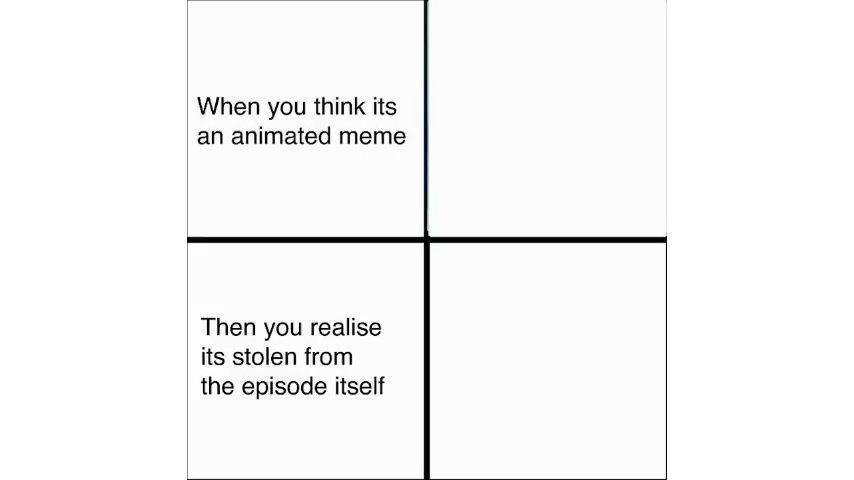 When you think its
an animated meme
Then you realise
its stolen from
the episode itself